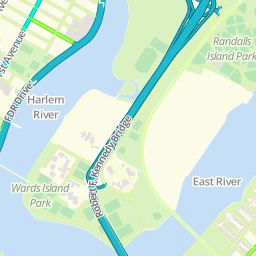 Randalls
Island Park
1st Avenue
FDR Drive
Harlem
River
Robert F. Kennedy Bridge
East River
Wards Island
Park